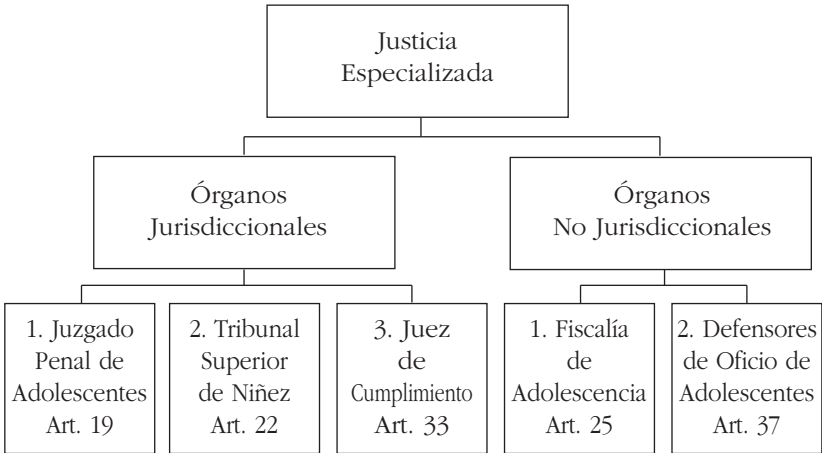 Justicia
Especializada
Órganos
Jurisdiccionales
Órganos
No Jurisdiccionales
1. Juzgado
Penal de
Adolescentes
Art. 19
2. Tribunal
Superior
de Niñez
Art. 22
3. Juez
de
Cumplimiento
Art. 33
1. Fiscalía
de
Adolescencia
Art. 25
2. Defensores
de Oficio de
Adolescentes
Art. 37